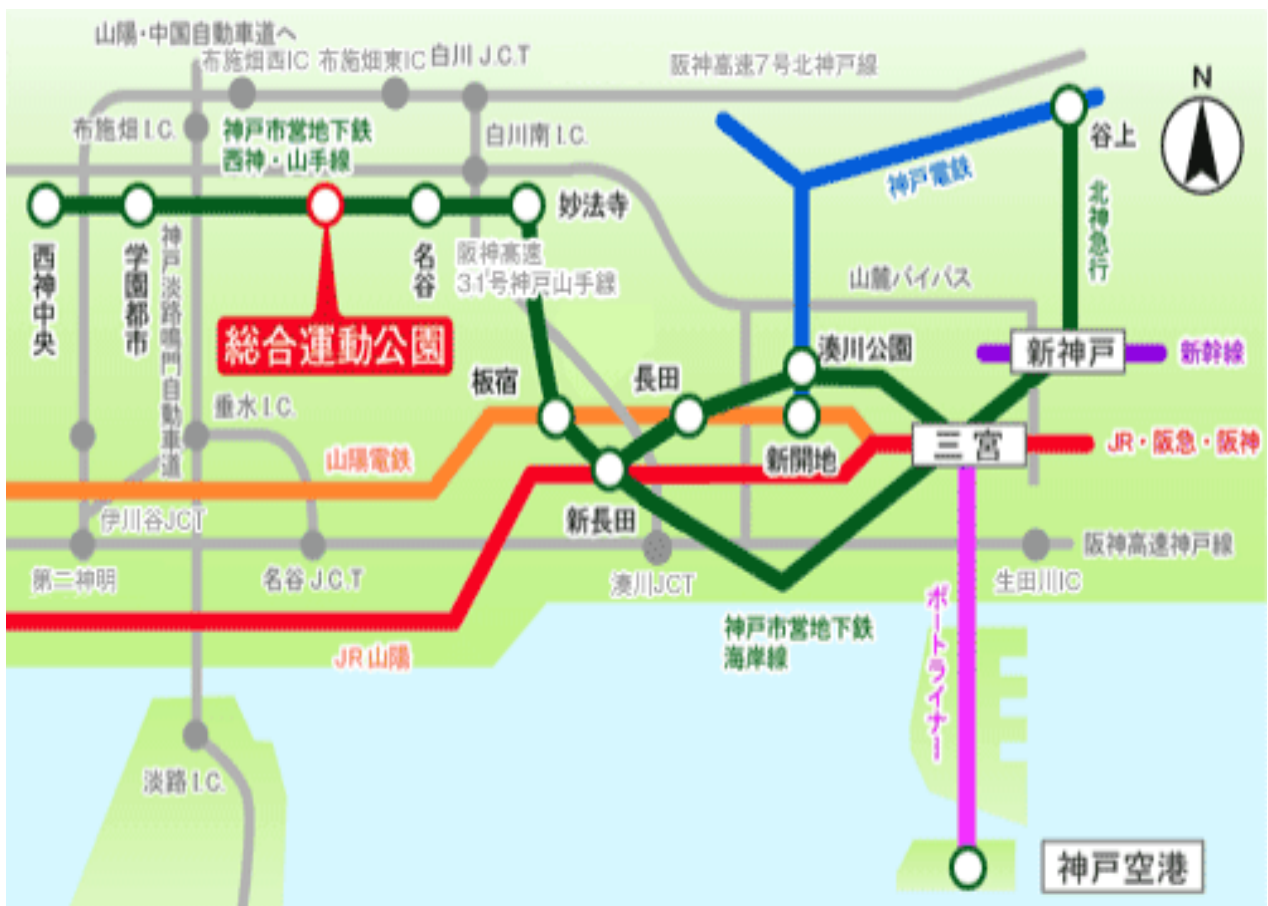 山陽・中国自動車道へ
布施畑西IC
布施畑東IC
白川 J.C.T
阪神高速7号北神戸線
N
布施畑 I.C.
神戸市営地下鉄
西神・山手線
白川南 I.C.
谷上
神戸電鉄
北神急行
妙法寺
西神中央
学園都市
神戸淡路鳴門自動車道
名谷
阪神高速
31号神戸山手線
山麓バイパス
総合運動公園
湊川公園
新神戸
新幹線
板宿
長田
垂水 I.C.
山陽電鉄
新開地
三宮
JR・阪急・阪神
伊川谷JCT
新長田
第二神明
名谷 J.C.T
湊川JCT
生田川IC
阪神高速神戸線
JR 山陽
神戸市営地下鉄
海岸線
ポートライナー
淡路 I.C.
神戸空港